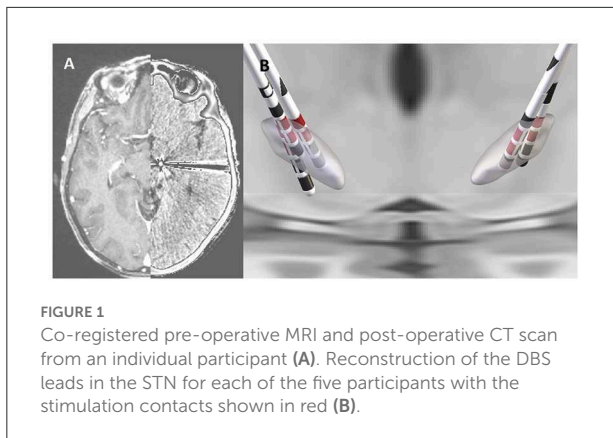 A
B
FIGURE 1
Co-registered pre-operative MRI and post-operative CT scan
from an individual participant (A). Reconstruction of the DBS
leads in the STN for each of the five participants with the
stimulation contacts shown in red (B).